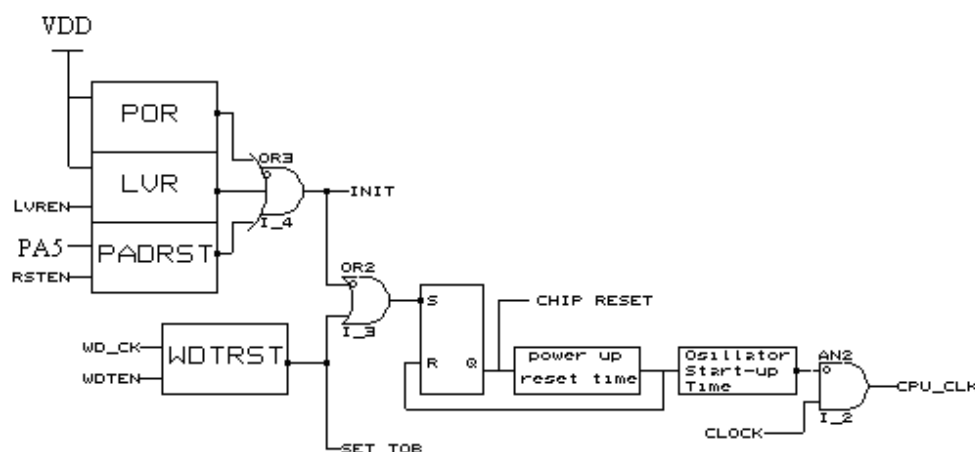 VDD
POR
OR3
LVR
INIT
LVREN
I_4
PA5
PADRST
RSTEN
OR2
S
CHIP RESET
I_3
WD_CK
WDTRST
WDTEN
R
Q
power up
reset time
Osillator
Start-up
Time
AN2
CPU_CLK
I_2
CLOCK
SET TOB